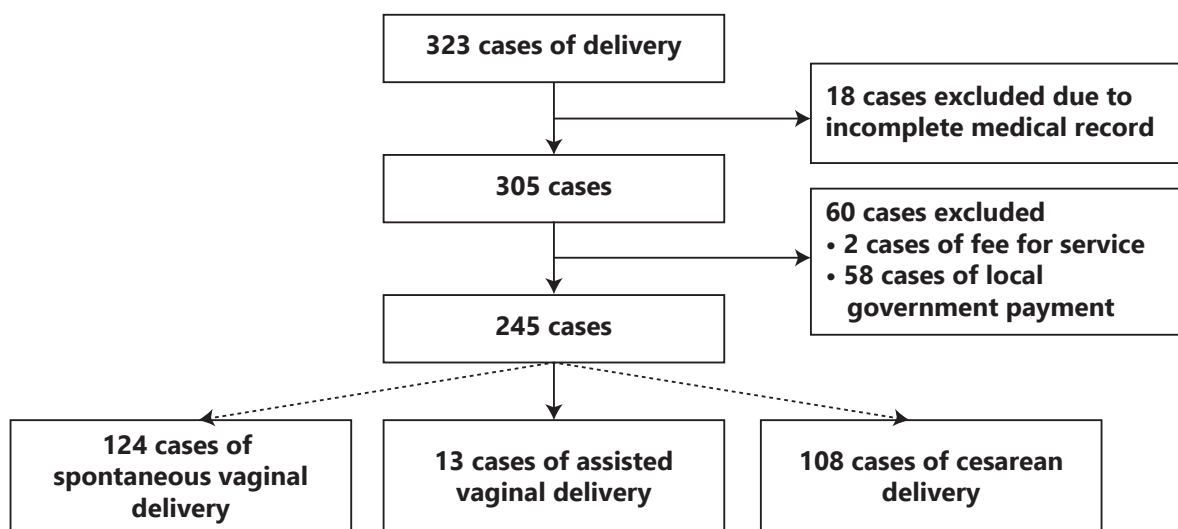 323 cases of delivery
18 cases excluded due to
incomplete medical record
305 cases
60 cases excluded
• 2 cases of fee for service
• 58 cases of local
government payment
245 cases
124 cases of
spontaneous vaginal
delivery
13 cases of assisted
vaginal delivery
108 cases of cesarean
delivery